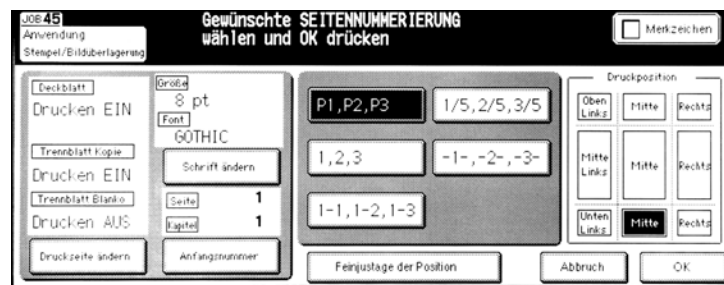 JOB 45
Anwendung
Stempel/Bildüberlagerung
Gewünschte SEITENNUMMERIERUNG
wählen und OK drücken
Merkzeichen
Deckblatt
Drucken EIN
Trennblatt Kopie
Drucken EIN
Trennblatt Blanko
Drucken AUS
Druckseite ändern
Größe
8 pt
Font
GOTHIC
Schrift ändern
Seite 1
Kapitel 1
Anfangsnummer
P1,P2,P3
1/5,2/5,3/5
1,2,3
-1-,-2-,-3-
1-1,1-2,1-3
Druckposition
Oben Links
Mitte
Rechts
Mitte Links
Mitte
Rechts
Unten Links
Mitte
Rechts
Feinjustage der Position
Abbruch
OK